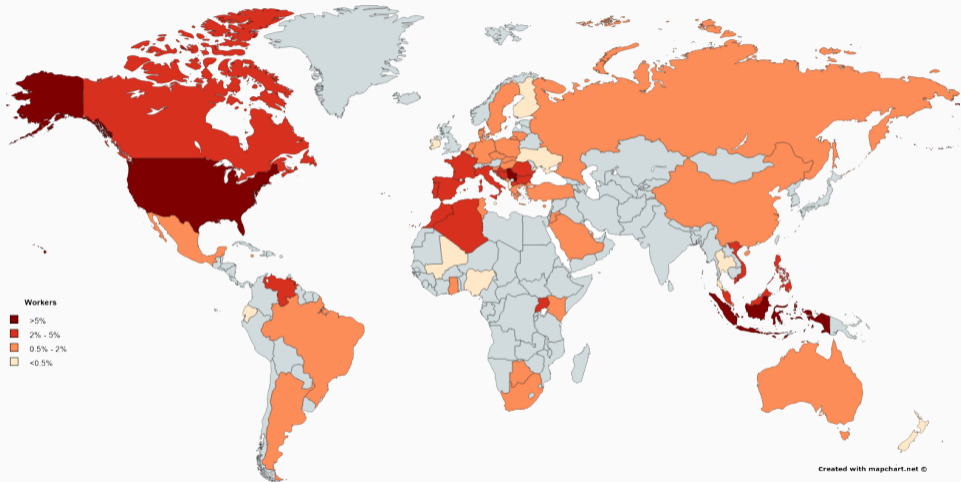 Workers
>5%
2% - 5%
0.5% - 2%
<0.5%
Created with mapchart.net ©